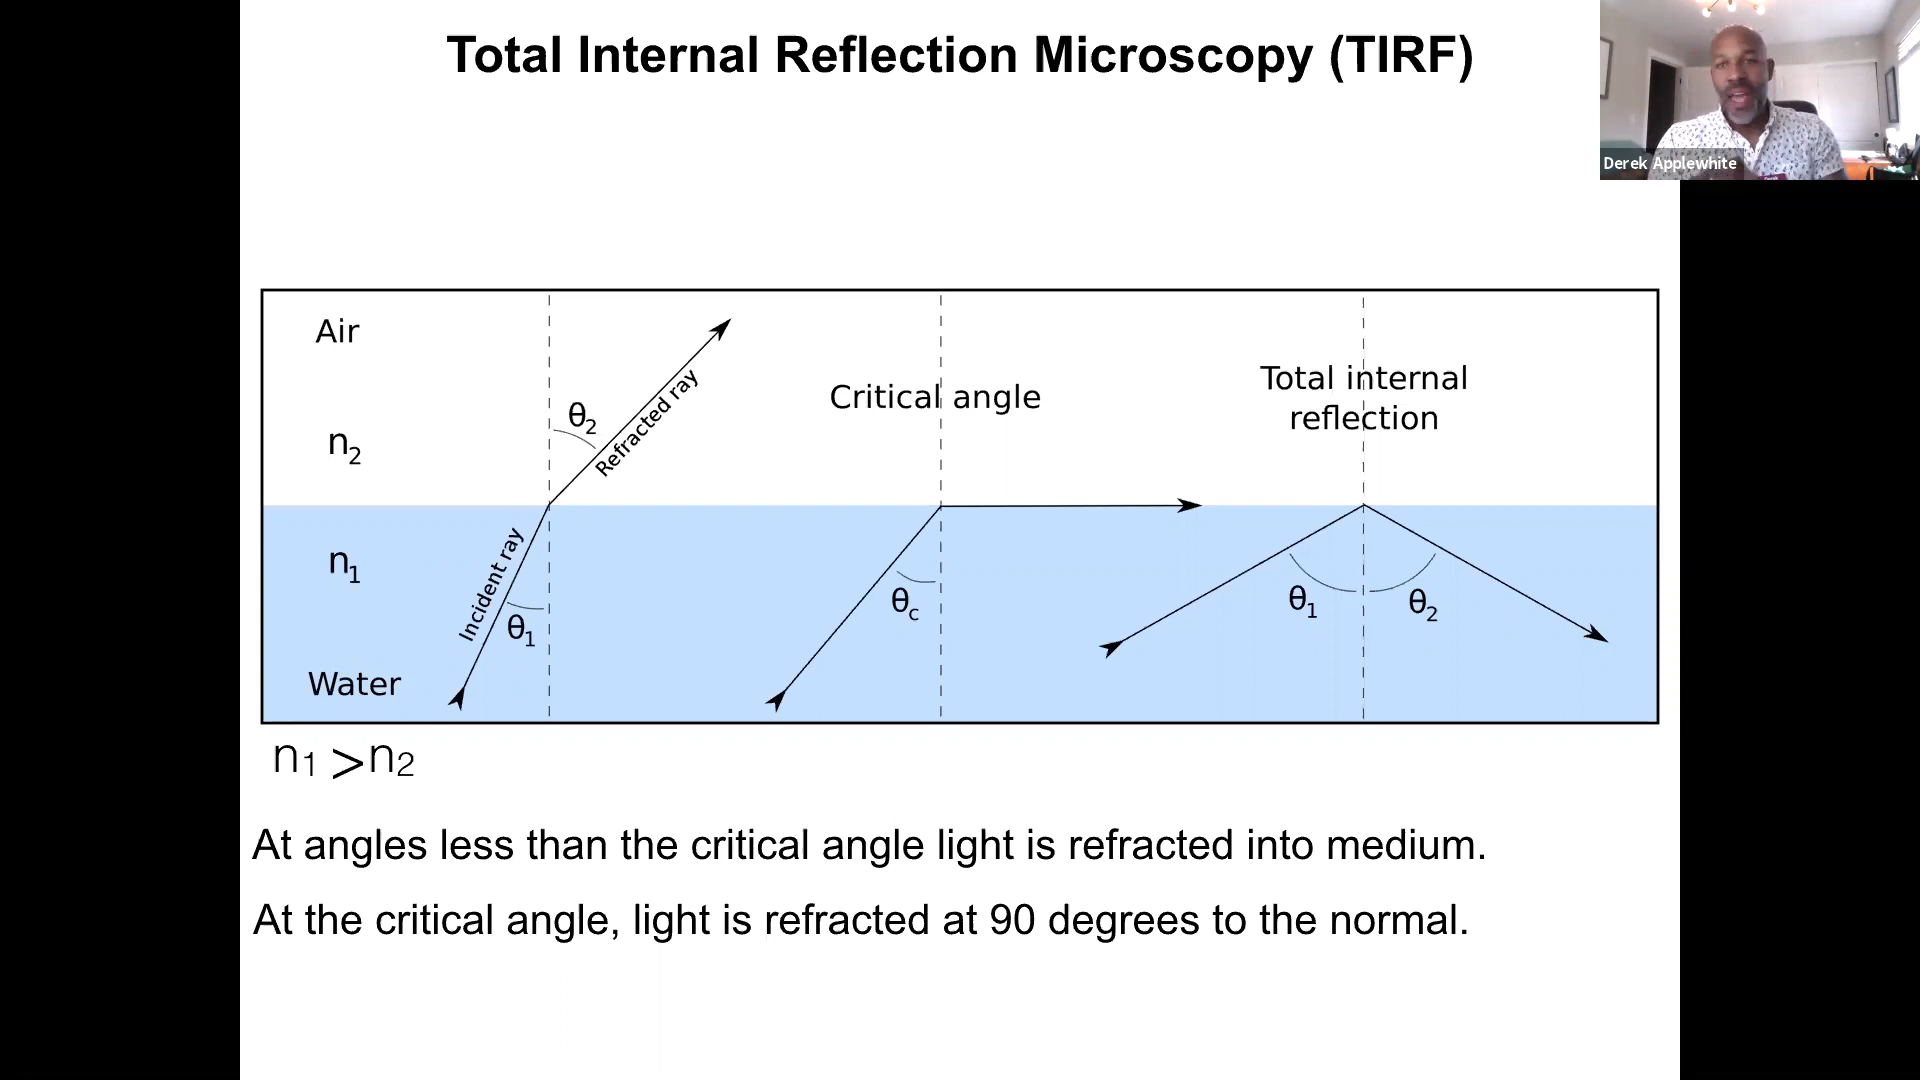 Total Internal Reflection Microscopy (TIRF)
Derek Applewhite
Air
n2
θ2
Refracted ray
Critical angle
Total internal
reflection
n1
Incident ray
θ1
θc
θ1
θ2
Water
n1 >n2
At angles less than the critical angle light is refracted into medium.
At the critical angle, light is refracted at 90 degrees to the normal.